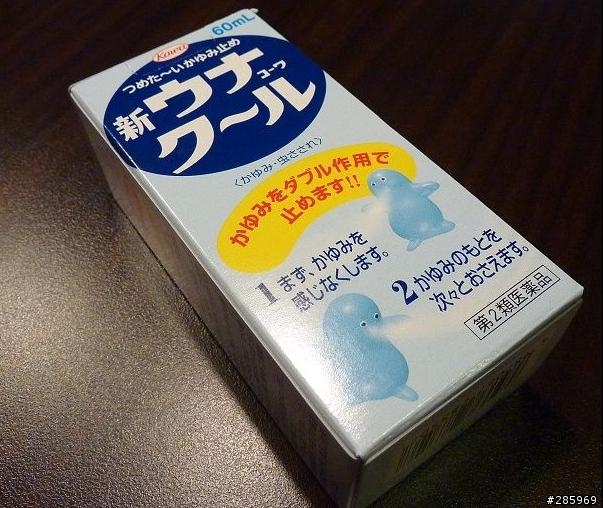 60mL
Kowa
つめた〜いかゆみ止め
新ウナ
コーワ
ク〜ル
〈かゆみ・虫さされ〉
かゆみをダブル作用で
止めます!!
1 まず、かゆみを
感じなくします。
2 かゆみのもとを
次々とおさえます。
第2類医薬品
#285969